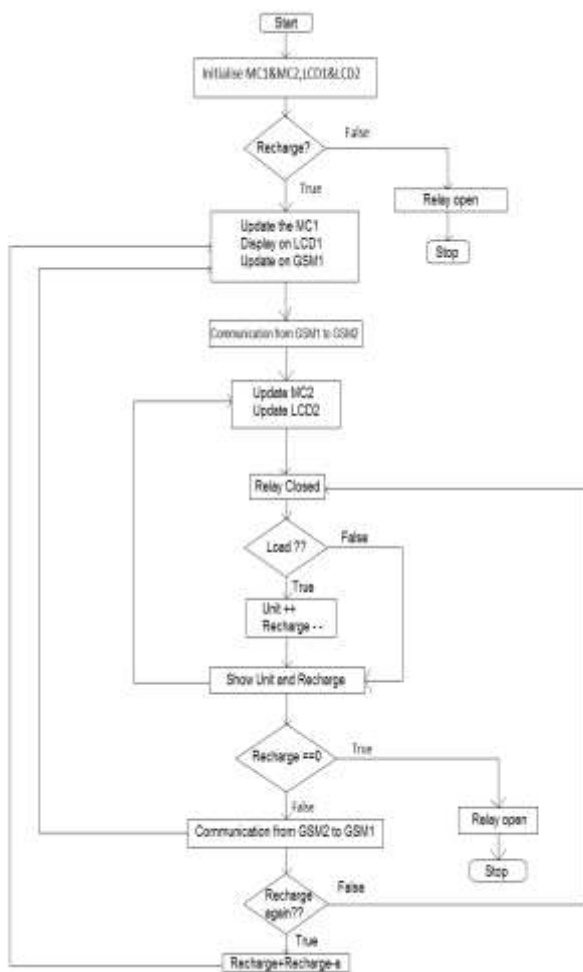 Start
Initialise MC1&MC2,LCD1&LCD2
Recharge?
False
True
Relay open
Stop
Update the MC1
Display on LCD1
Update on GSM1
Communication from GSM1 to GSM2
Update MC2
Update LCD2
Relay Closed
Load ??
False
True
Unit ++
Recharge - -
Show Unit and Recharge
Recharge ==0
True
False
Communication from GSM2 to GSM1
Relay open
Stop
Recharge
again??
False
True
Recharge+Recharge-a